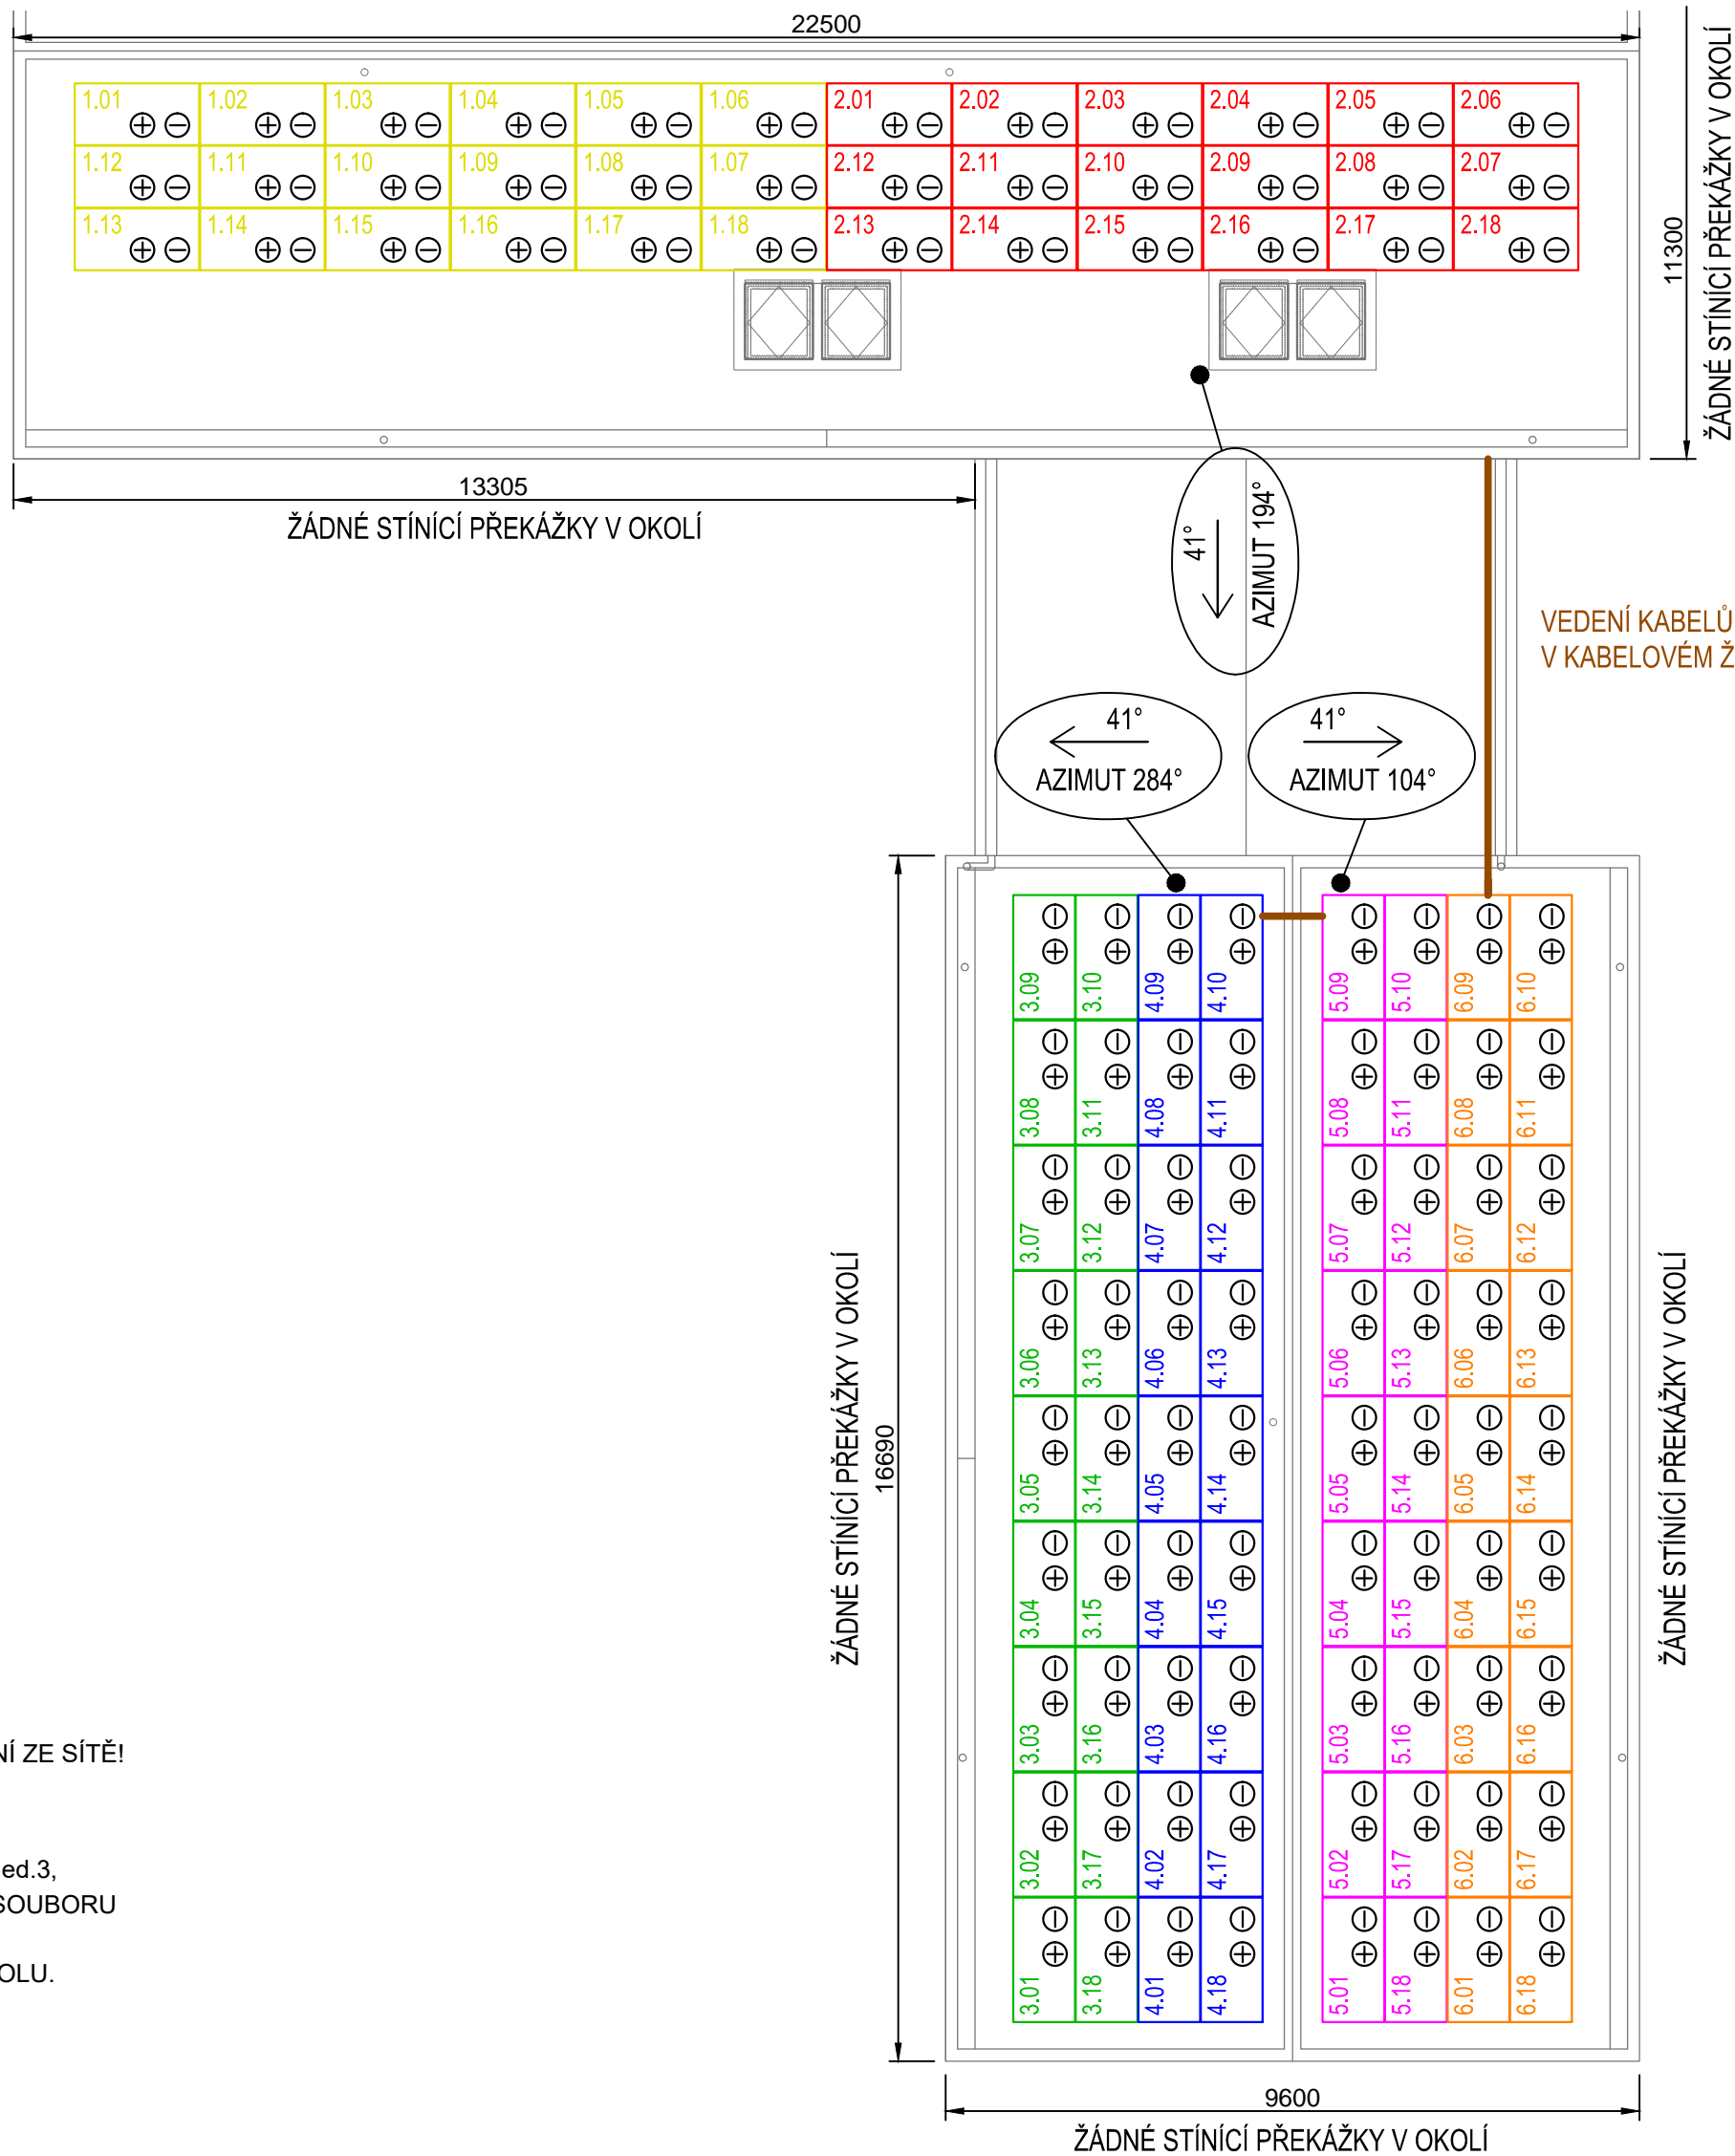 22500
ŽÁDNÉ STÍNÍCÍ PŘEKÁŽKY V OKOLÍ
11300
1.01 1.02 1.03 1.04 1.05 1.06 2.01 2.02 2.03 2.04 2.05 2.06
1.12 1.11 1.10 1.09 1.08 1.07 2.12 2.11 2.10 2.09 2.08 2.07
1.13 1.14 1.15 1.16 1.17 1.18 2.13 2.14 2.15 2.16 2.17 2.18
13305
ŽÁDNÉ STÍNÍCÍ PŘEKÁŽKY V OKOLÍ
41°
AZIMUT 194°
VEDENÍ KABELŮ
V KABELOVÉM Ž
41°
AZIMUT 284°
41°
AZIMUT 104°
3.09 3.10 4.09 4.10 5.09 5.10 6.09 6.10
3.08 3.11 4.08 4.11 5.08 5.11 6.08 6.11
3.07 3.12 4.07 4.12 5.07 5.12 6.07 6.12
3.06 3.13 4.06 4.13 5.06 5.13 6.06 6.13
3.05 3.14 4.05 4.14 5.05 5.14 6.05 6.14
3.04 3.15 4.04 4.15 5.04 5.15 6.04 6.15
3.03 3.16 4.03 4.16 5.03 5.16 6.03 6.16
3.02 3.17 4.02 4.17 5.02 5.17 6.02 6.17
3.01 3.18 4.01 4.18 5.01 5.18 6.01 6.18
ŽÁDNÉ STÍNÍCÍ PŘEKÁŽKY V OKOLÍ
16690
ŽÁDNÉ STÍNÍCÍ PŘEKÁŽKY V OKOLÍ
NÍ ZE SÍTĚ!
ed.3,
SOUBORU
OLU.
9600
ŽÁDNÉ STÍNÍCÍ PŘEKÁŽKY V OKOLÍ